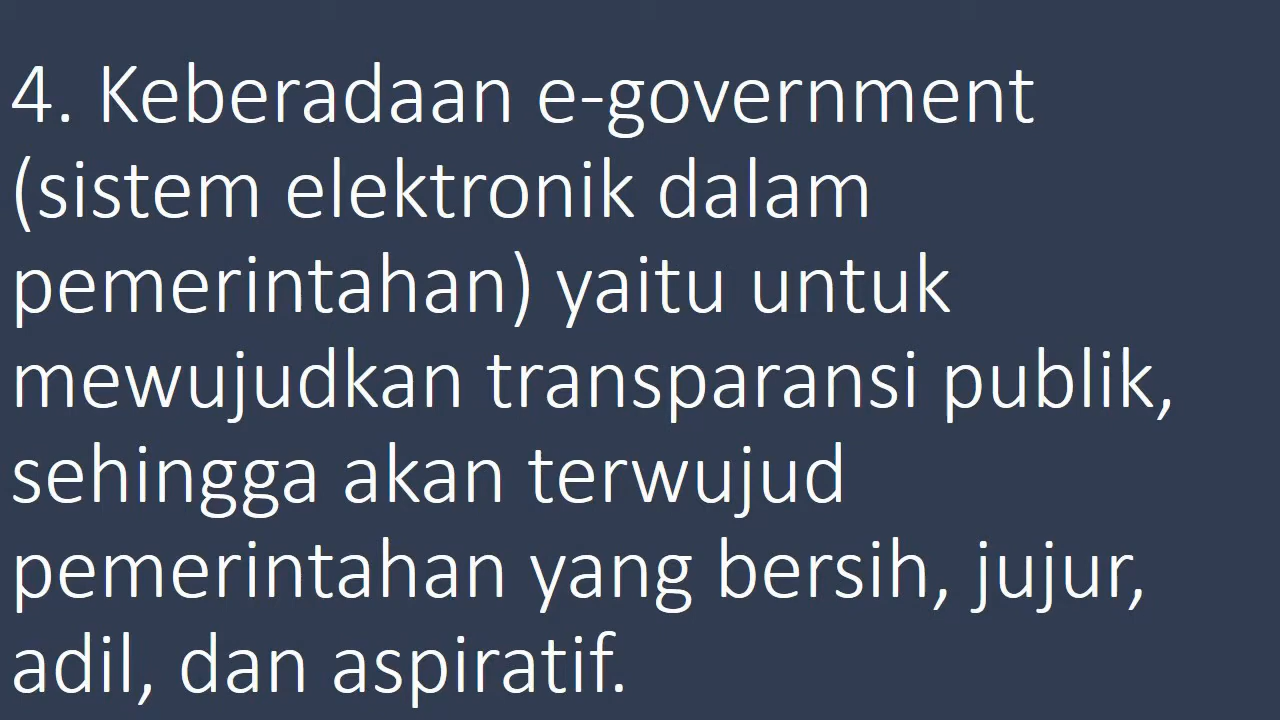 4. Keberadaan e-government
(sistem elektronik dalam
pemerintahan) yaitu untuk
mewujudkan transparansi publik,
sehingga akan terwujud
pemerintahan yang bersih, jujur,
adil, dan aspiratif.